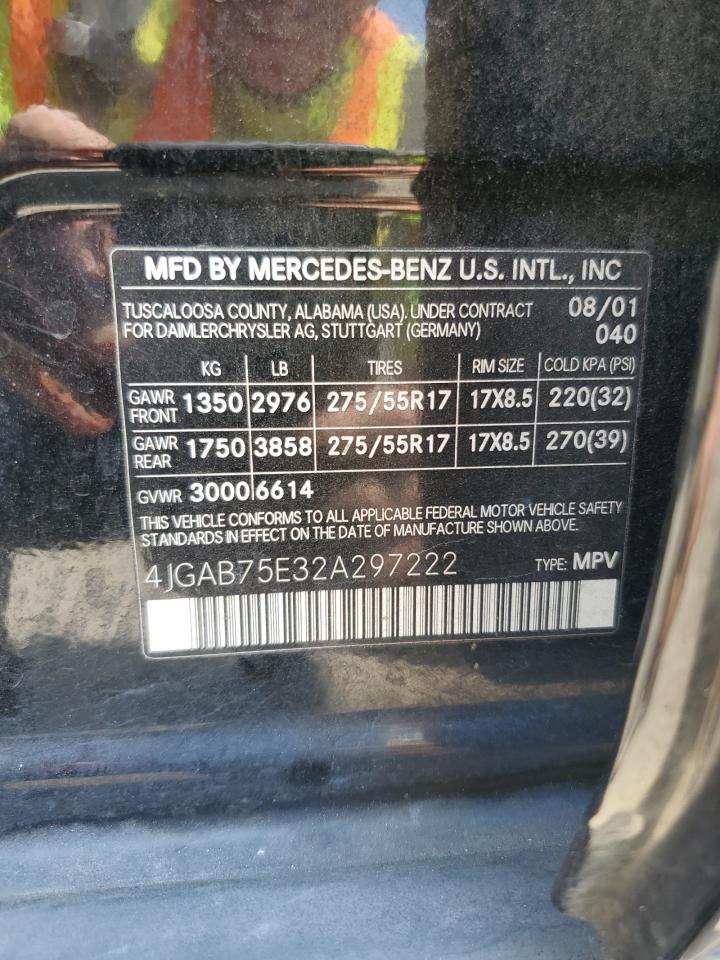 MFD BY MERCEDES-BENZ U.S. INTL., INC
TUSCALOOSA COUNTY, ALABAMA (USA). UNDER CONTRACT 08/01
FOR DAIMLERCHRYSLER AG, STUTTGART (GERMANY) 040
KG LB TIRES RIM SIZE COLD KPA (PSI)
GAWR FRONT 1350 2976 275/55R17 17X8.5 220(32)
GAWR REAR 1750 3858 275/55R17 17X8.5 270(39)
GVWR 3000 6614
THIS VEHICLE CONFORMS TO ALL APPLICABLE FEDERAL MOTOR VEHICLE SAFETY
STANDARDS IN EFFECT ON THE DATE OF MANUFACTURE SHOWN ABOVE.
4JGAB75E32A297222 TYPE: MPV